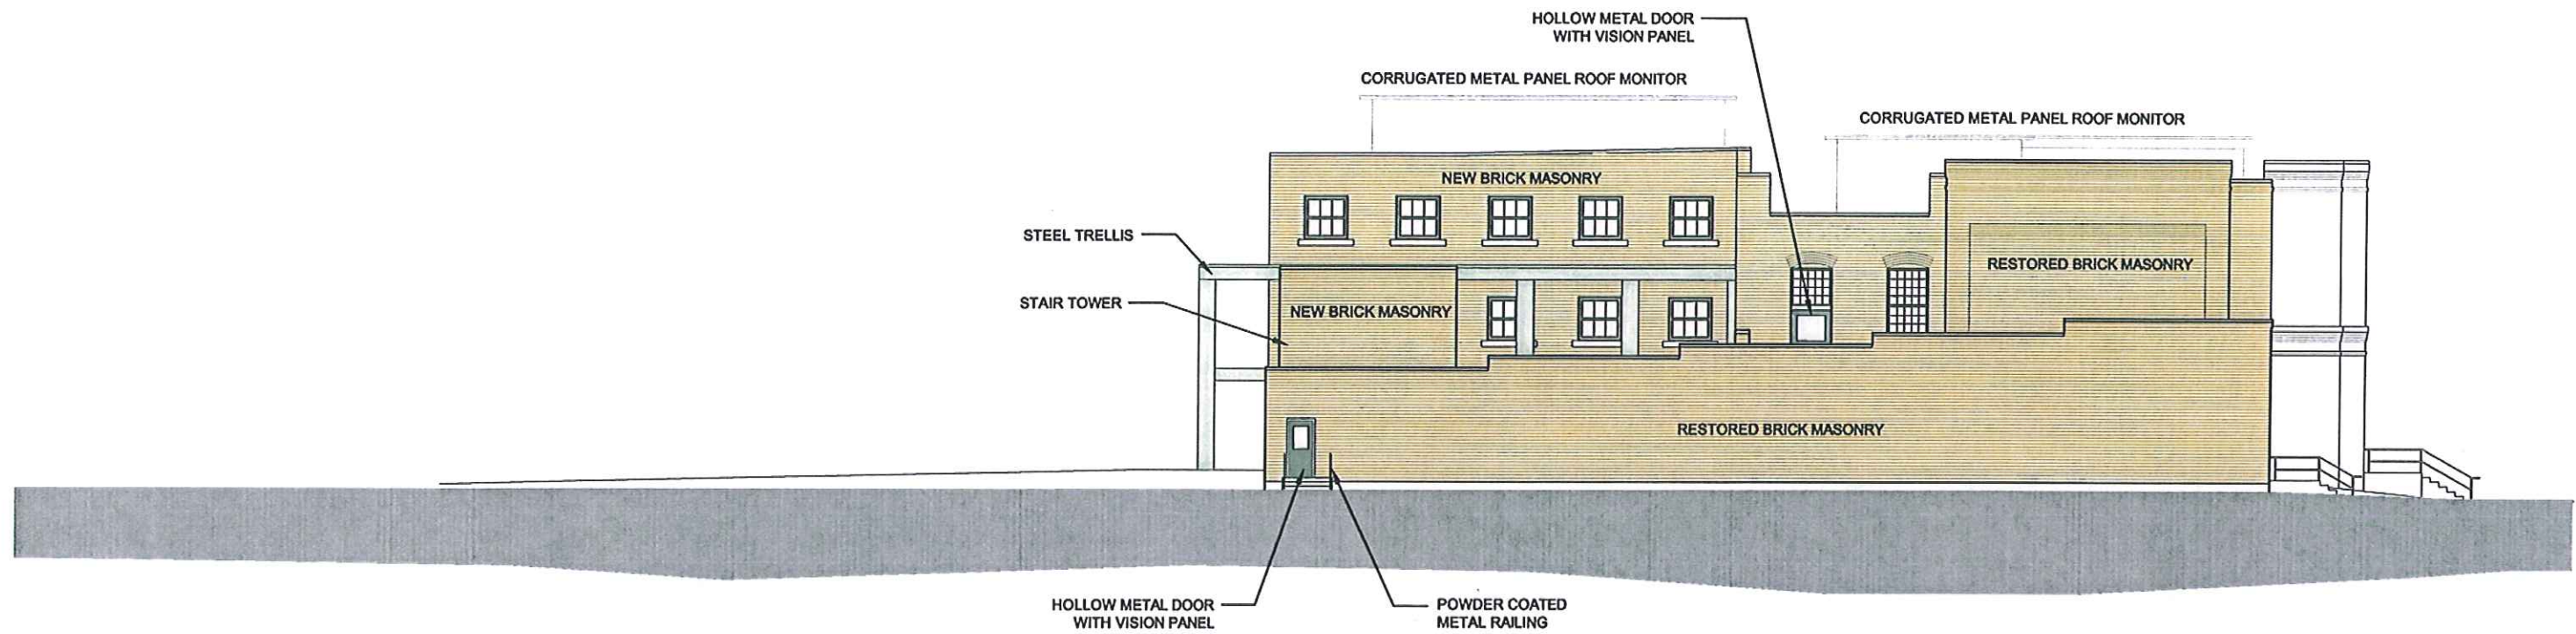 HOLLOW METAL DOOR
WITH VISION PANEL
CORRUGATED METAL PANEL ROOF MONITOR
CORRUGATED METAL PANEL ROOF MONITOR
NEW BRICK MASONRY
STEEL TRELLIS
RESTORED BRICK MASONRY
STAIR TOWER
NEW BRICK MASONRY
RESTORED BRICK MASONRY
HOLLOW METAL DOOR
WITH VISION PANEL
POWDER COATED
METAL RAILING